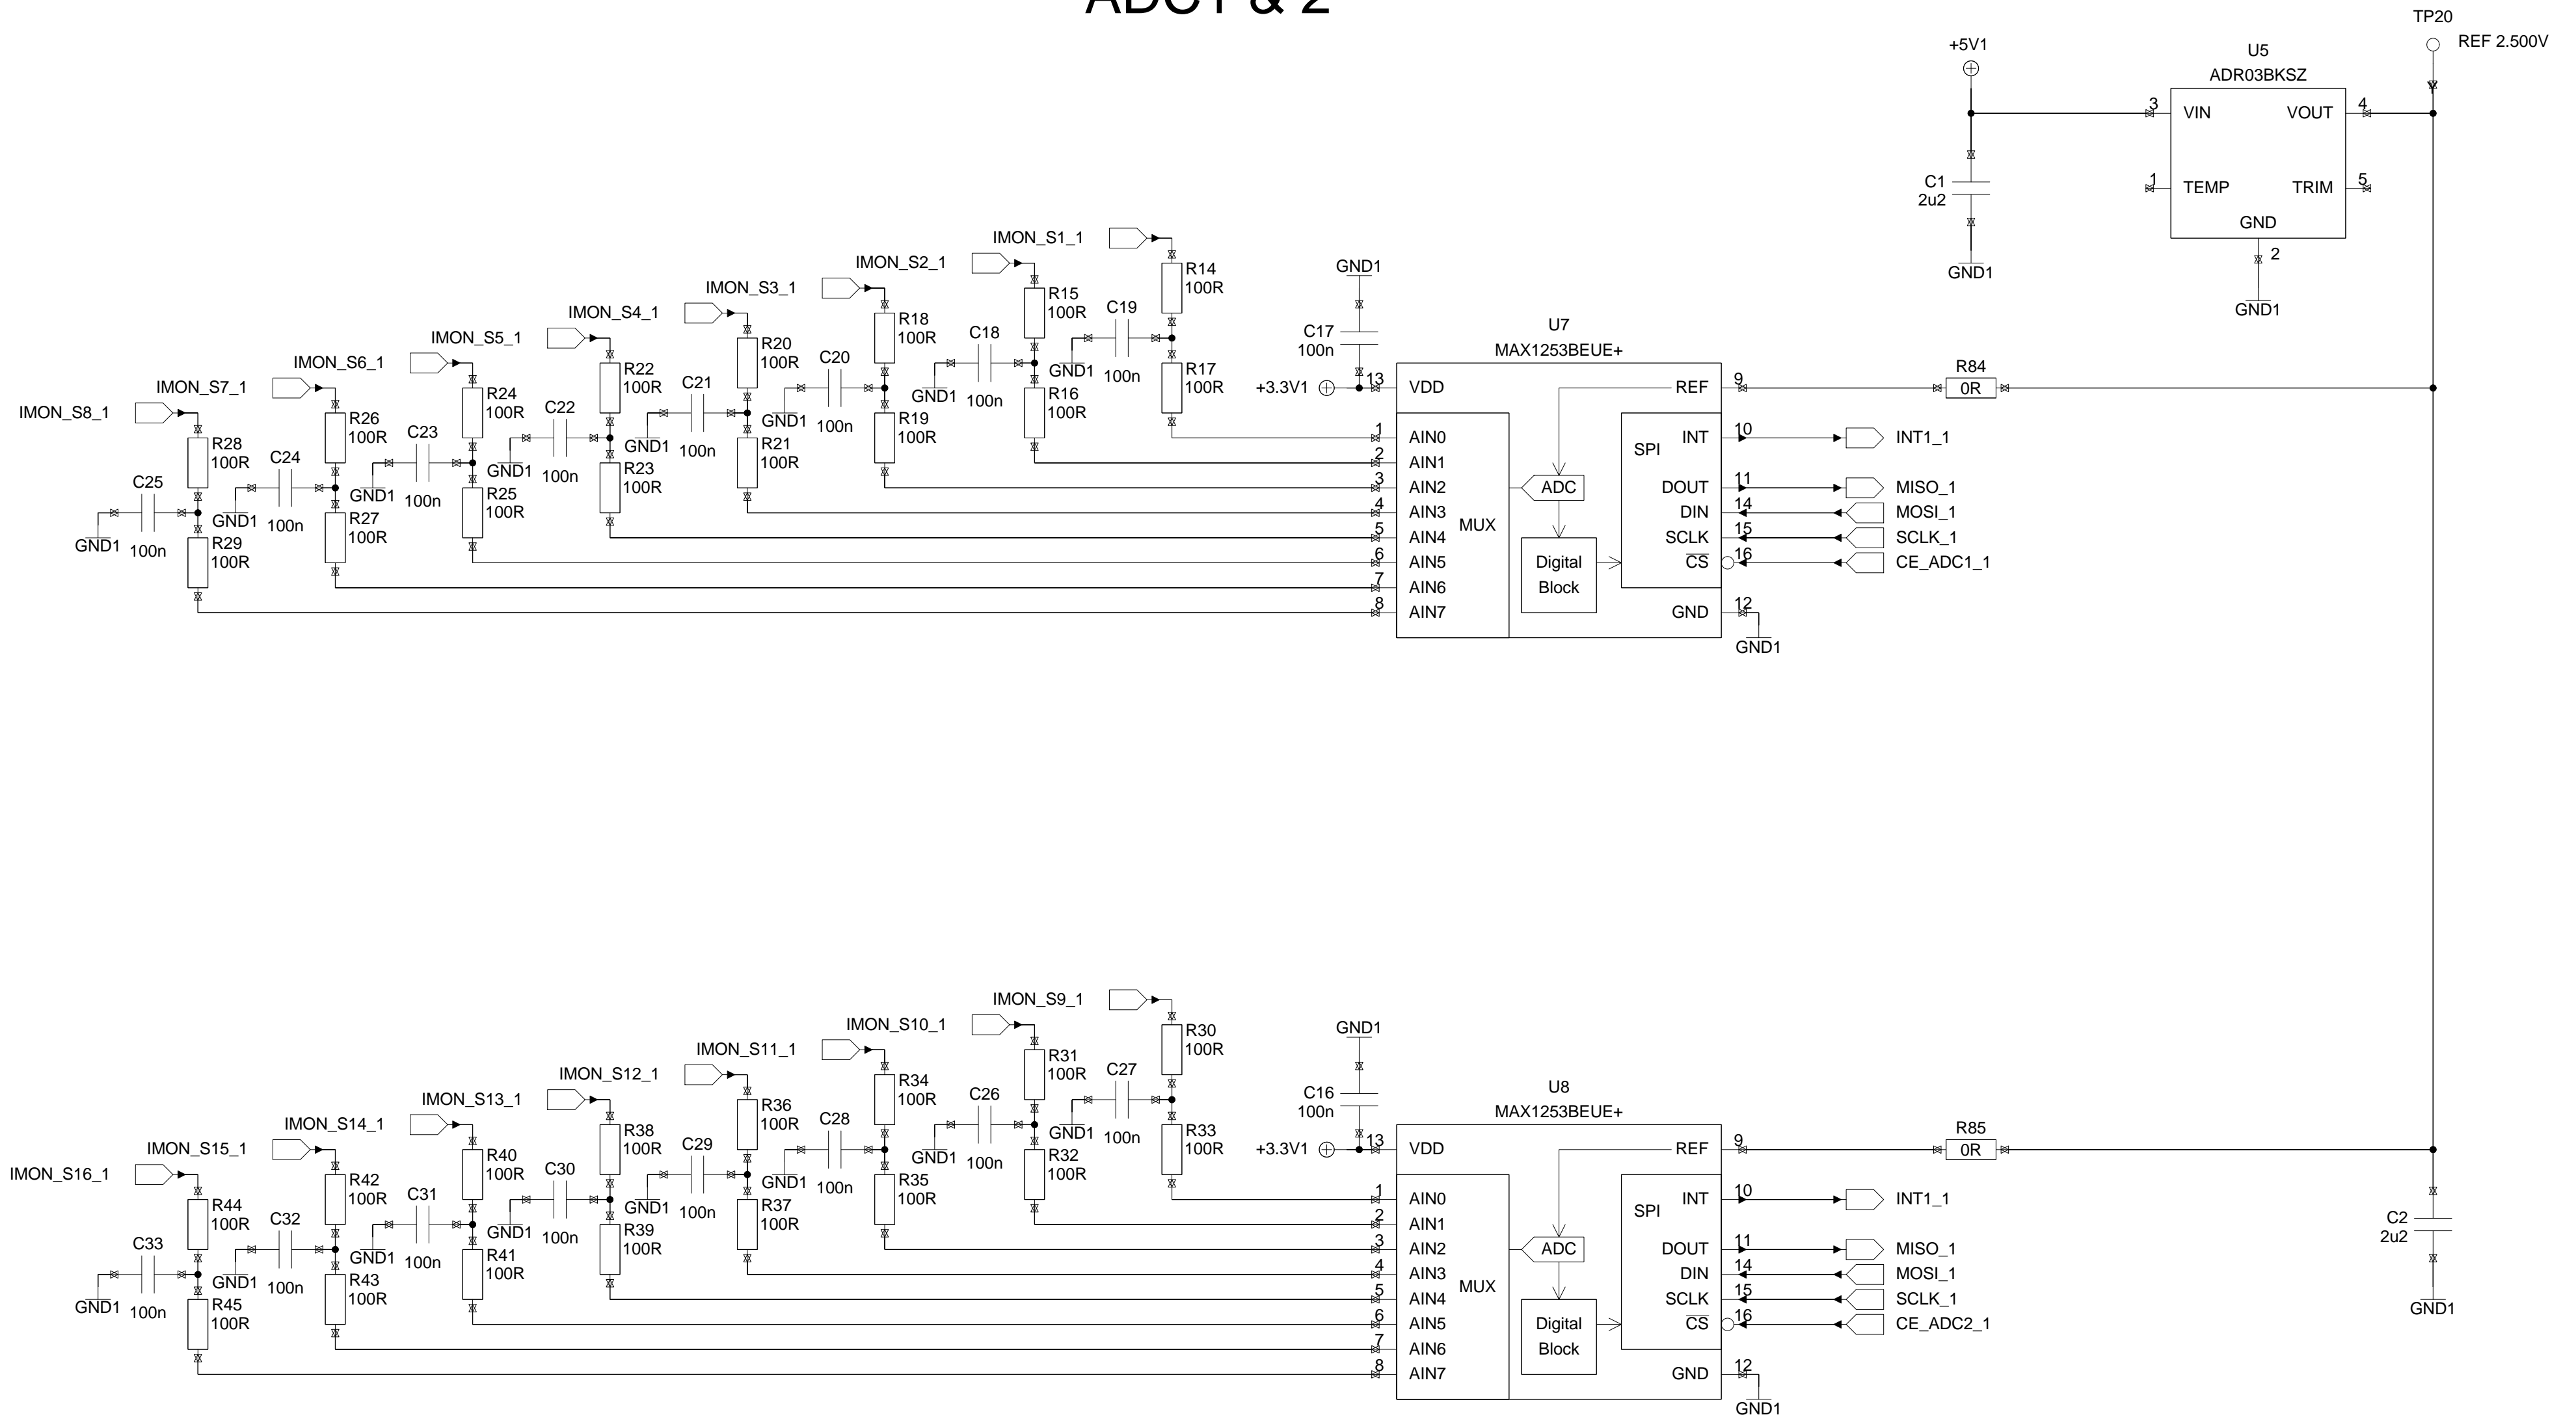 ADC1 & 2
TP20
REF 2.500V
+5V1
U5
ADR03BKSZ
3
VIN
VOUT
4
1
TEMP
TRIM
5
GND
2
GND1
C1
2u2
GND1
IMON_S1_1
R14
100R
C19
100n
GND1
R17
100R
IMON_S2_1
R15
100R
C18
100n
GND1
R16
100R
IMON_S3_1
R18
100R
C20
100n
GND1
R19
100R
IMON_S4_1
R20
100R
C21
100n
GND1
R21
100R
IMON_S5_1
R22
100R
C22
100n
GND1
R23
100R
IMON_S6_1
R24
100R
C23
100n
GND1
R25
100R
IMON_S7_1
R26
100R
C24
100n
GND1
R27
100R
IMON_S8_1
R28
100R
C25
100n
GND1
R29
100R
GND1
C17
100n
+3.3V1
U7
MAX1253BEUE+
13
VDD
REF
9
R84
0R
1
AIN0
2
AIN1
3
AIN2
4
AIN3
5
AIN4
6
AIN5
7
AIN6
8
AIN7
MUX
ADC
Digital
Block
SPI
INT
10
INT1_1
DOUT
11
MISO_1
DIN
14
MOSI_1
SCLK
15
SCLK_1
CS
16
CE_ADC1_1
GND
12
GND1
IMON_S9_1
R30
100R
C27
100n
GND1
R33
100R
IMON_S10_1
R31
100R
C26
100n
GND1
R32
100R
IMON_S11_1
R34
100R
C28
100n
GND1
R35
100R
IMON_S12_1
R36
100R
C29
100n
GND1
R37
100R
IMON_S13_1
R38
100R
C30
100n
GND1
R39
100R
IMON_S14_1
R40
100R
C31
100n
GND1
R41
100R
IMON_S15_1
R42
100R
C32
100n
GND1
R43
100R
IMON_S16_1
R44
100R
C33
100n
GND1
R45
100R
GND1
C16
100n
+3.3V1
U8
MAX1253BEUE+
13
VDD
REF
9
R85
0R
1
AIN0
2
AIN1
3
AIN2
4
AIN3
5
AIN4
6
AIN5
7
AIN6
8
AIN7
MUX
ADC
Digital
Block
SPI
INT
10
INT1_1
DOUT
11
MISO_1
DIN
14
MOSI_1
SCLK
15
SCLK_1
CS
16
CE_ADC2_1
GND
12
GND1
C2
2u2
GND1